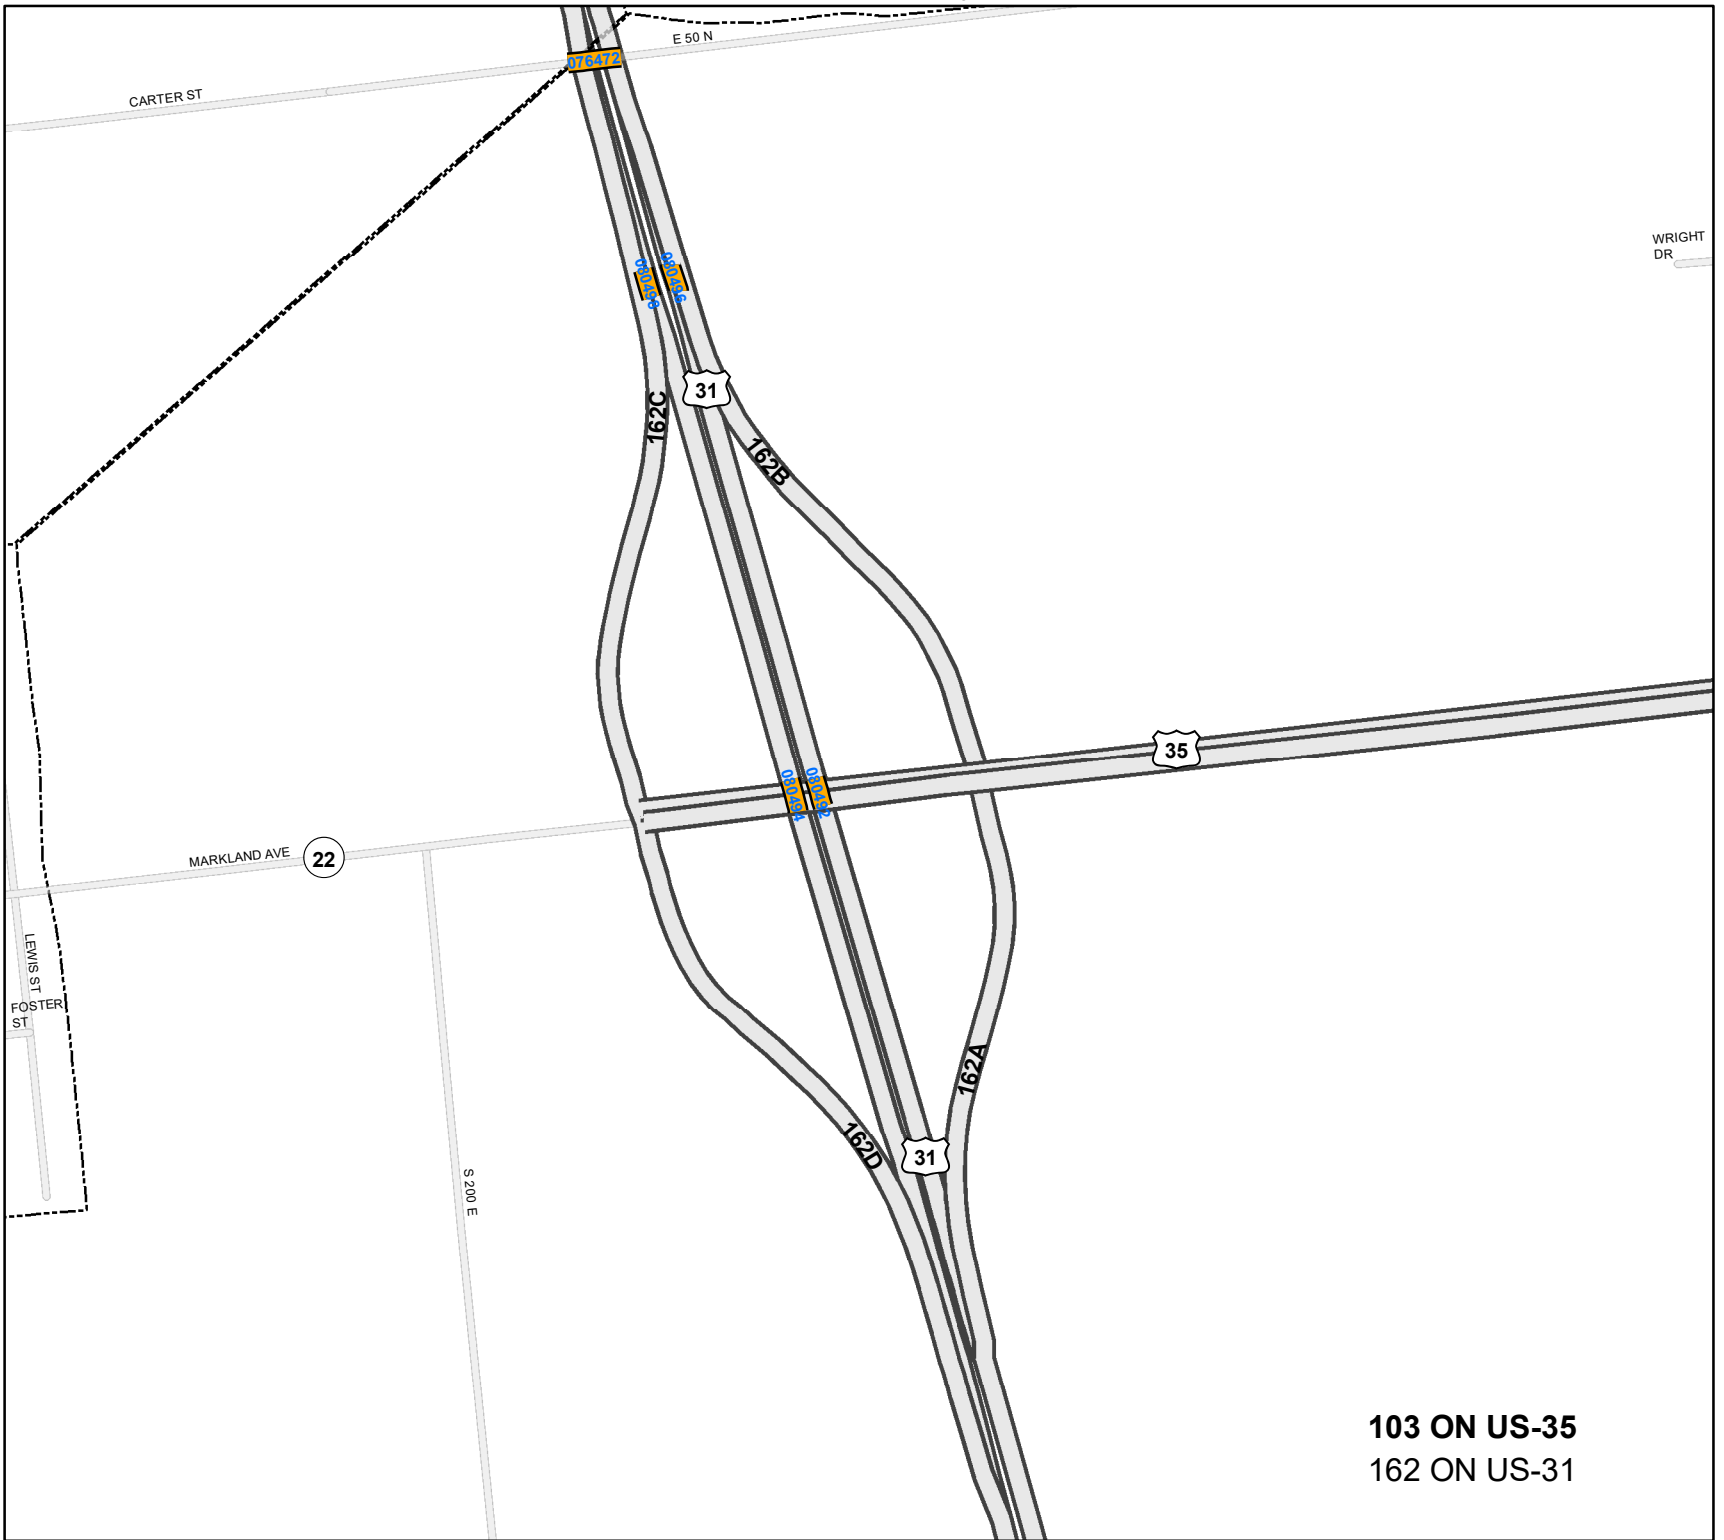 E 50 N
076472
CARTER ST
WRIGHT
DR
080498
080496
31
162C
162B
35
080494
080492
MARKLAND AVE
22
LEWIS ST
FOSTER
ST
162A
162D
31
S 200 E
103 ON US-35
162 ON US-31